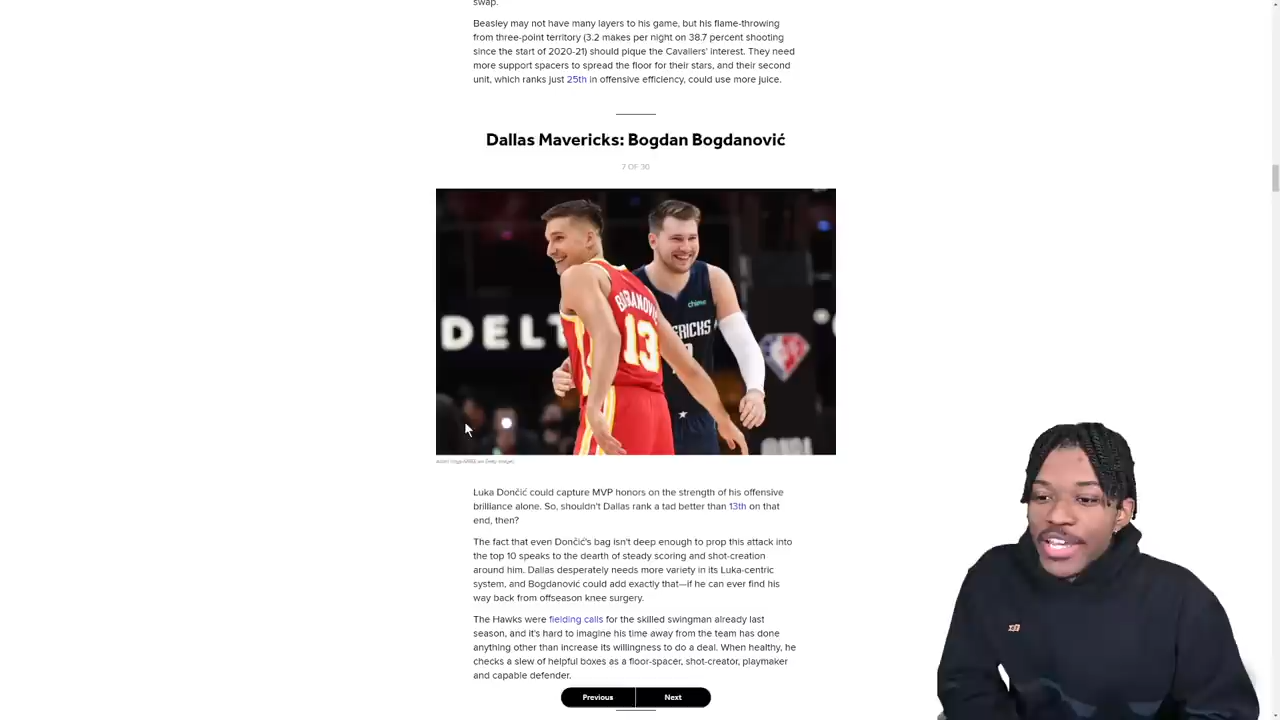 swap.
Beasley may not have many layers to his game, but his flame-throwing
from three-point territory (3.2 makes per night on 38.7 percent shooting
since the start of 2020-21) should pique the Cavaliers' interest. They need
more support spacers to spread the floor for their stars, and their second
unit, which ranks just 25th in offensive efficiency, could use more juice.
Dallas Mavericks: Bogdan Bogdanović
7 OF 30
DELT
BOGDANOVIC
13
chime
ERICKS
Luka Dončić could capture MVP honors on the strength of his offensive
brilliance alone. So, shouldn't Dallas rank a tad better than 13th on that
end, then?
The fact that even Dončić's bag isn't deep enough to prop this attack into
the top 10 speaks to the dearth of steady scoring and shot-creation
around him. Dallas desperately needs more variety in its Luka-centric
system, and Bogdanović could add exactly that—if he can ever find his
way back from offseason knee surgery.
The Hawks were fielding calls for the skilled swingman already last
season, and it's hard to imagine his time away from the team has done
anything other than increase its willingness to do a deal. When healthy, he
checks a slew of helpful boxes as a floor-spacer, shot-creator, playmaker
and capable defender.
Previous
Next